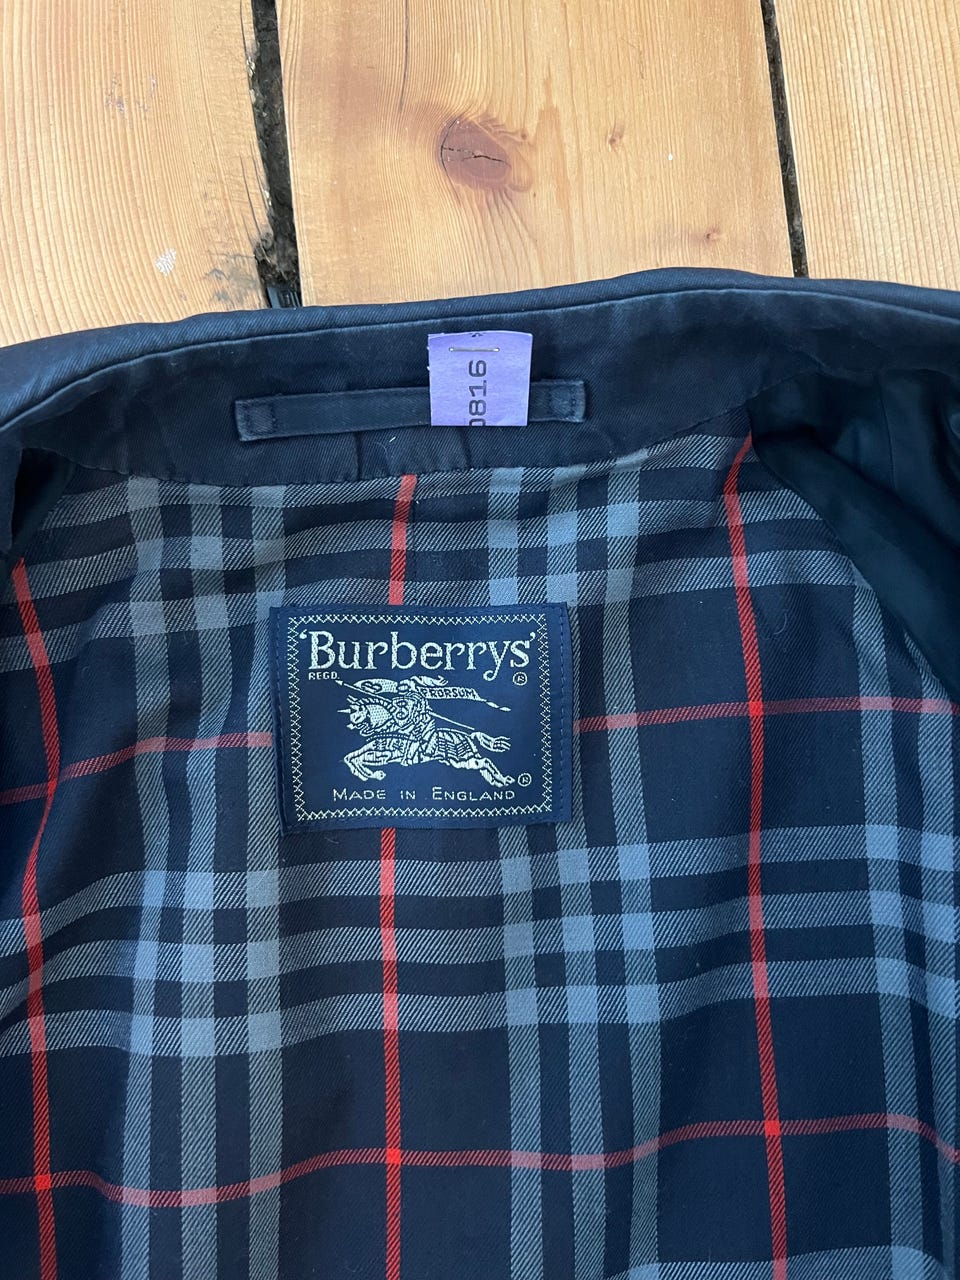 0816
'Burberrys'
REGD.
®
PRORSUM
®
MADE IN ENGLAND